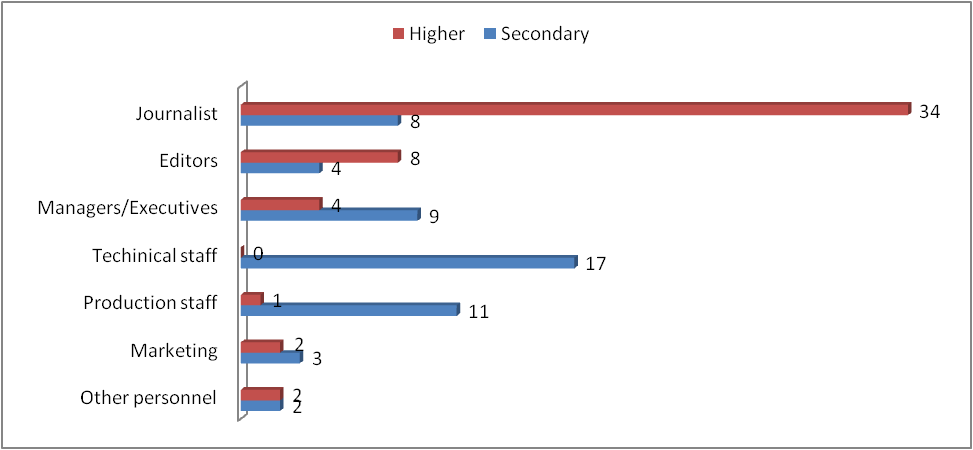 Higher Secondary
Journalist 34
8
Editors 8
4
Managers/Executives 4
9
Techinical staff 0
17
Production staff 1
11
Marketing 2
3
Other personnel 2
2